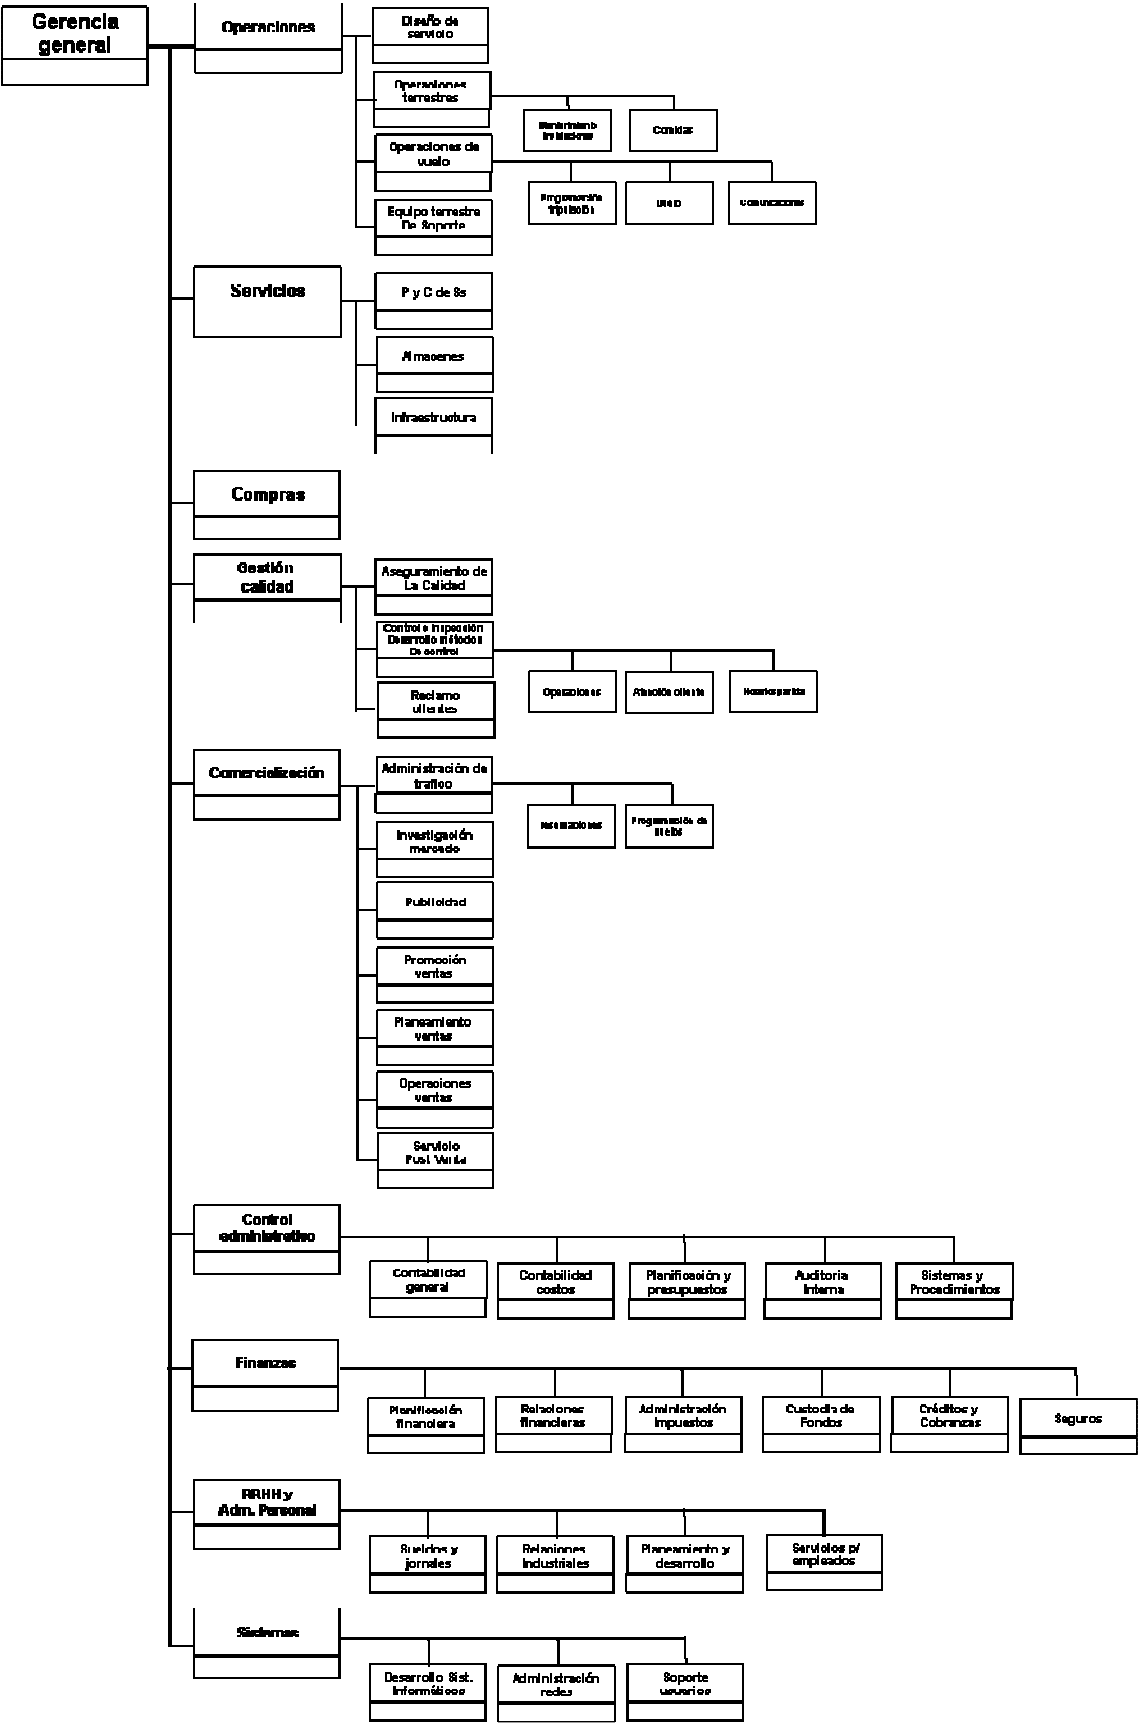 Gerencia
general
Operaciones
Diseño de
servicio
Operaciones
terrestres
Mantenimiento
Comidas
Operaciones de
vuelo
Programación
tripulación
Comunicaciones
Equipo terrestre
De Soporte
Servicios
P y C de Ss
Almacenes
Infraestructura
Compras
Gestión
calidad
Aseguramiento de
La Calidad
Control e inspección
Desarrollo métodos
De control
Operaciones
Atención cliente
Reclamo
clientes
Comercialización
Administración de
trafico
Reservaciones
Programación de
vuelos
Investigación
mercado
Publicidad
Promoción
ventas
Planeamiento
ventas
Operaciones
ventas
Servicio
Post Venta
Control
administrativo
Contabilidad
general
Contabilidad
costos
Planificación y
presupuestos
Auditoria
Interna
Sistemas y
Procedimientos
Finanzas
Planificación
financiera
Relaciones
financieras
Administración
Impuestos
Custodia de
Fondos
Créditos y
Cobranzas
Seguros
RRHH y
Adm. Personal
Sueldos y
jornales
Relaciones
Industriales
Planeamiento y
desarrollo
Servicios p/
empleados
Sistemas
Desarrollo Sist.
Informáticos
Administración
redes
Soporte
usuarios